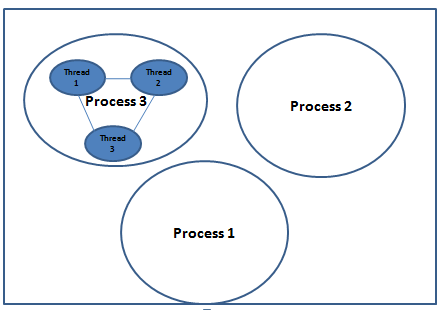 Thread
1
Thread
2
Process 3
Thread
3
Process 2
Process 1